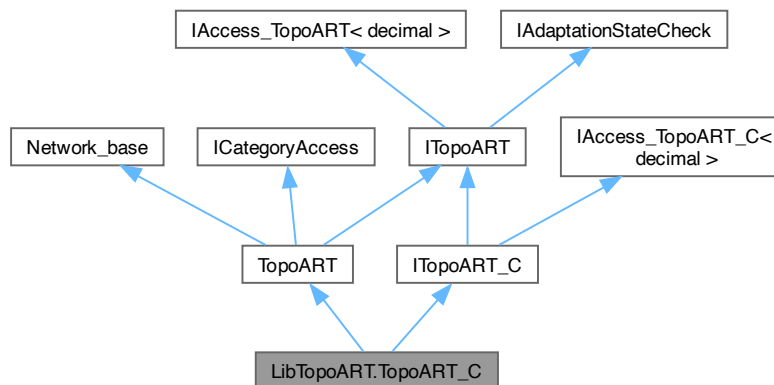 IAccess_TopoART< decimal >
IAdaptationStateCheck
Network_base
ICategoryAccess
ITopoART
IAccess_TopoART_C<
decimal >
TopoART
ITopoART_C
LibTopoART.TopoART_C